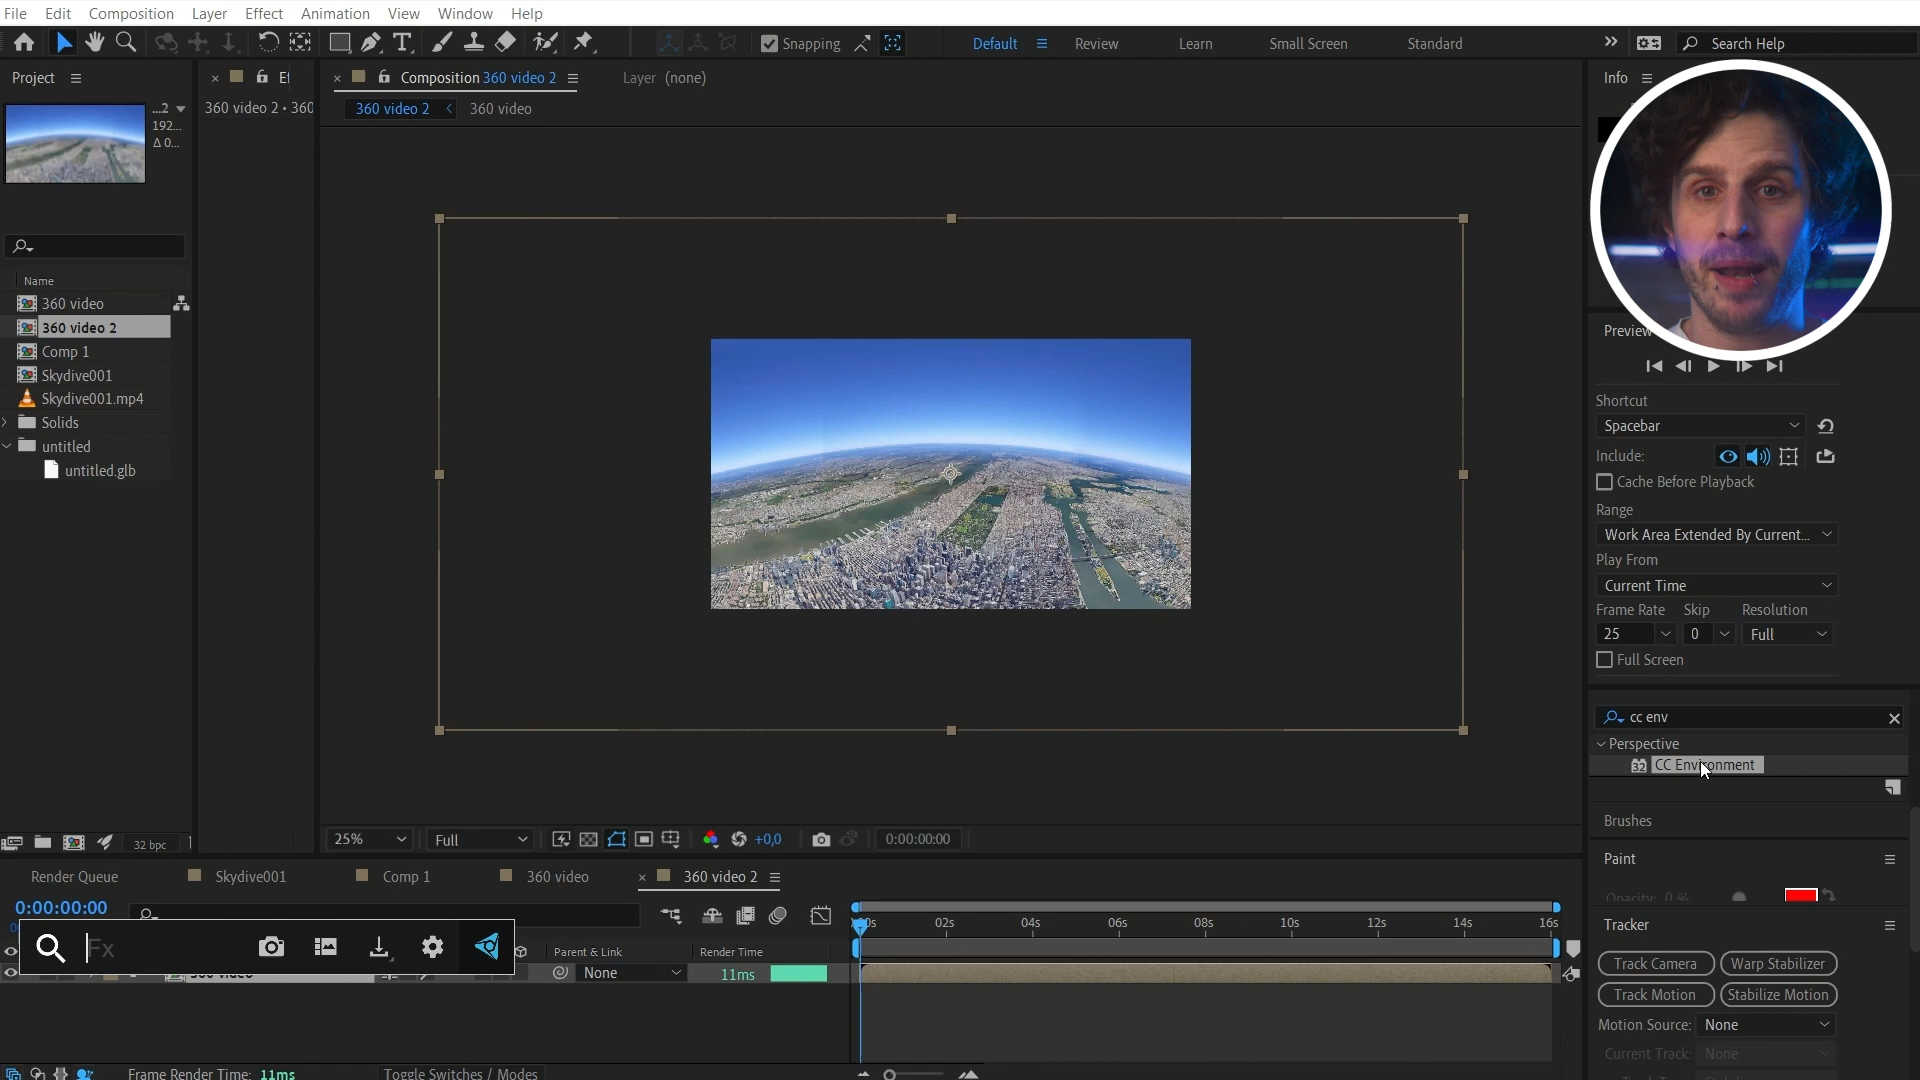 File Edit Composition Layer Effect Animation View Window Help
Snapping Default Review Learn Small Screen Standard Search Help
Project
Composition 360 video 2 Layer (none)
Info
...2
192...
Δ 0...
360 video 2 • 360
360 video 2 360 video
Name
360 video
360 video 2
Comp 1
Skydive001
Skydive001.mp4
Solids
untitled
untitled.glb
32 bpc
25% Full +0,0 0:00:00:00
Preview
Shortcut
Spacebar
Include:
Cache Before Playback
Range
Work Area Extended By Current...
Play From
Current Time
Frame Rate Skip Resolution
25 0 Full
Full Screen
cc env
Perspective
32 CC Environment
Brushes
Paint
Opacity: 0 %
Tracker
Track Camera Warp Stabilizer
Track Motion Stabilize Motion
Motion Source: None
Current Track: None
Render Queue Skydive001 Comp 1 360 video 360 video 2
0:00:00:00
02s 04s 06s 08s 10s 12s 14s 16s
Fx
Parent & Link Render Time
None 11ms
Frame Render Time: 11ms Toggle Switches / Modes